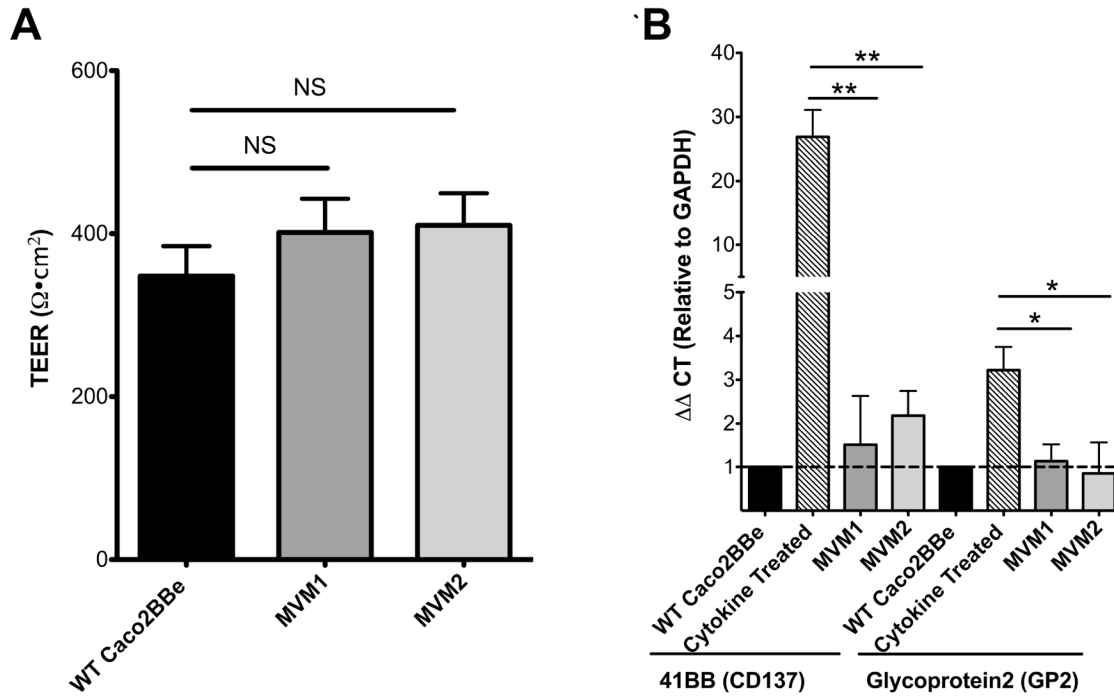 A
600
400
200
0
TEER (Ω•cm²)
NS
NS
WT Caco2BBe
MVM1
MVM2
B
40
30
20
10
5
4
3
2
1
ΔΔ CT (Relative to GAPDH)
**
**
*
*
WT Caco2BBe
Cytokine Treated
MVM1
MVM2
WT Caco2BBe
Cytokine Treated
MVM1
MVM2
41BB (CD137)
Glycoprotein2 (GP2)